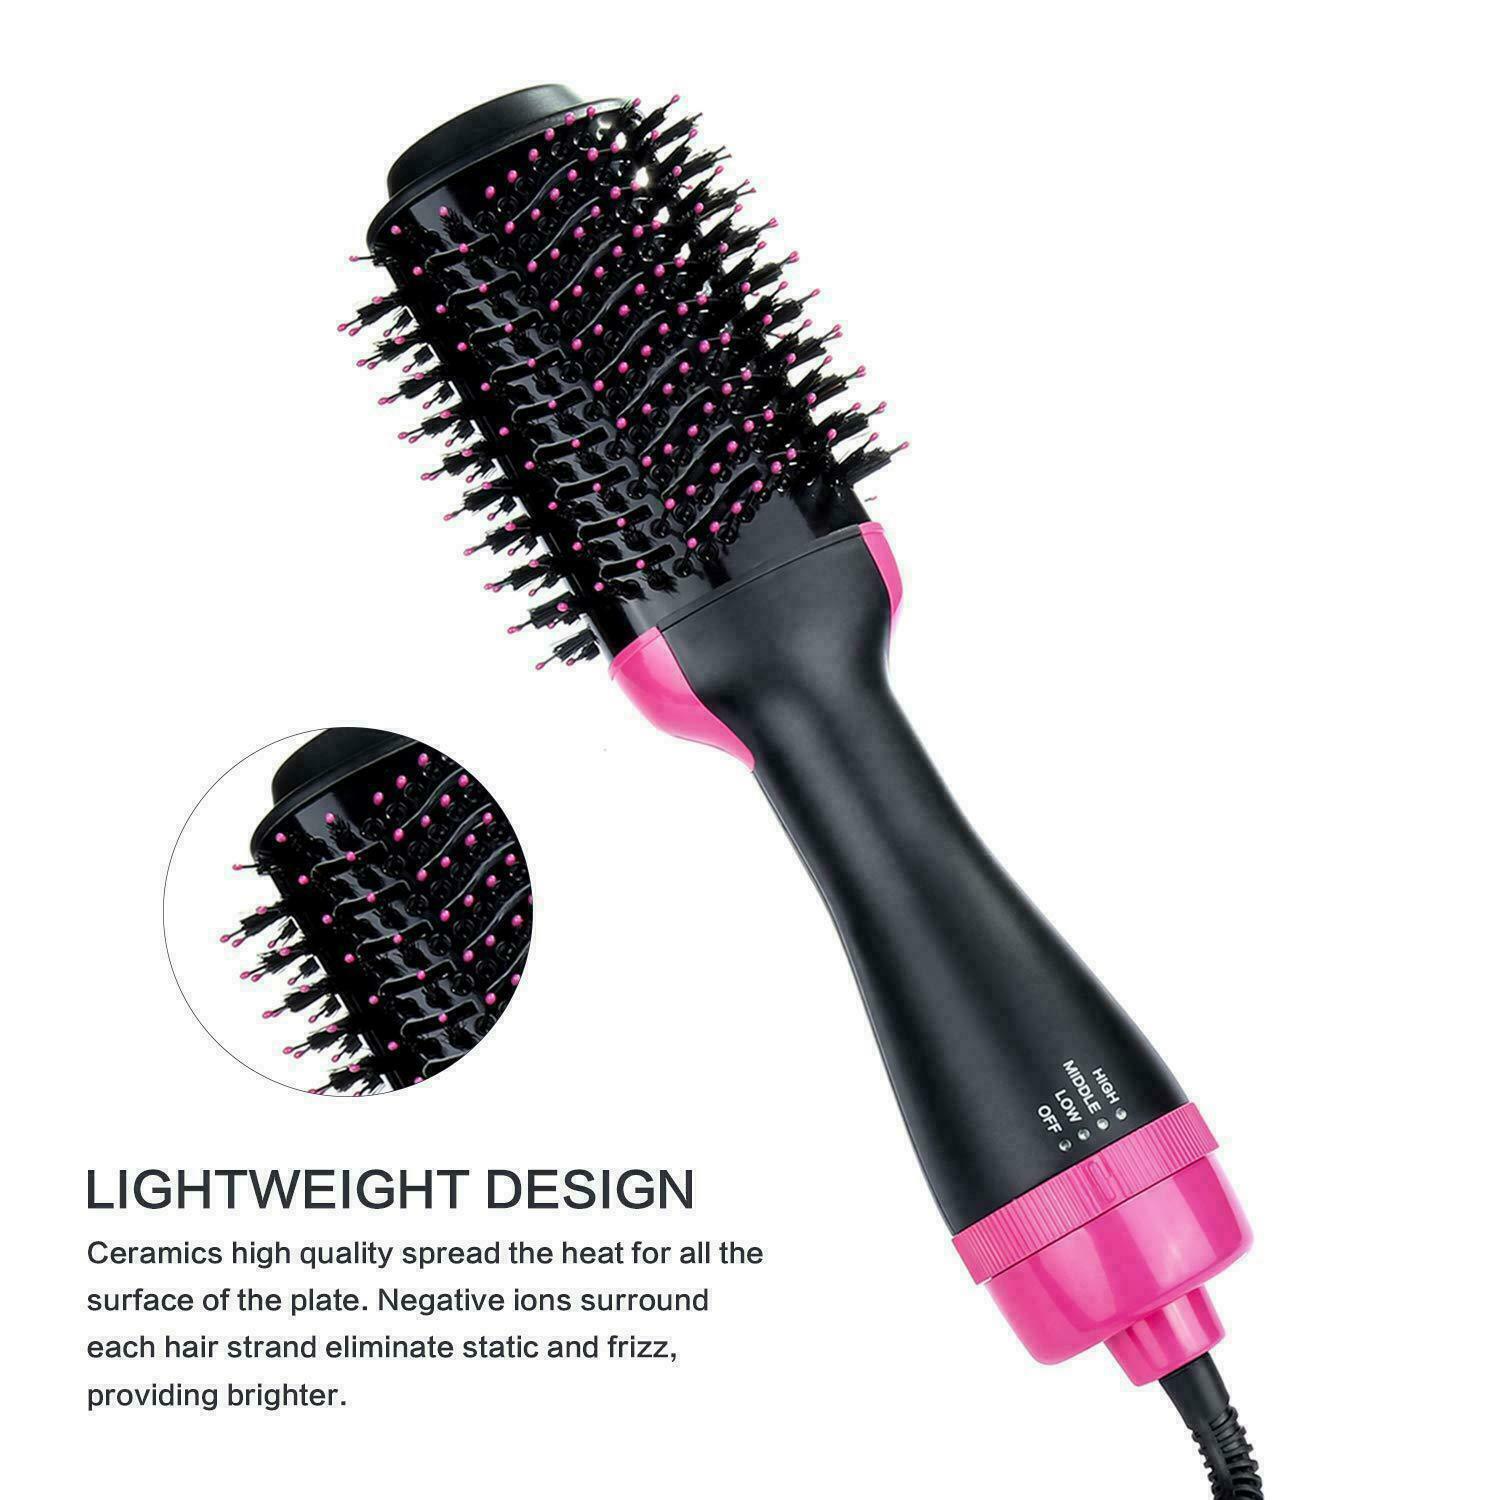 HIGH
MIDDLE
LOW
OFF
LIGHTWEIGHT DESIGN
Ceramics high quality spread the heat for all the
surface of the plate. Negative ions surround
each hair strand eliminate static and frizz,
providing brighter.